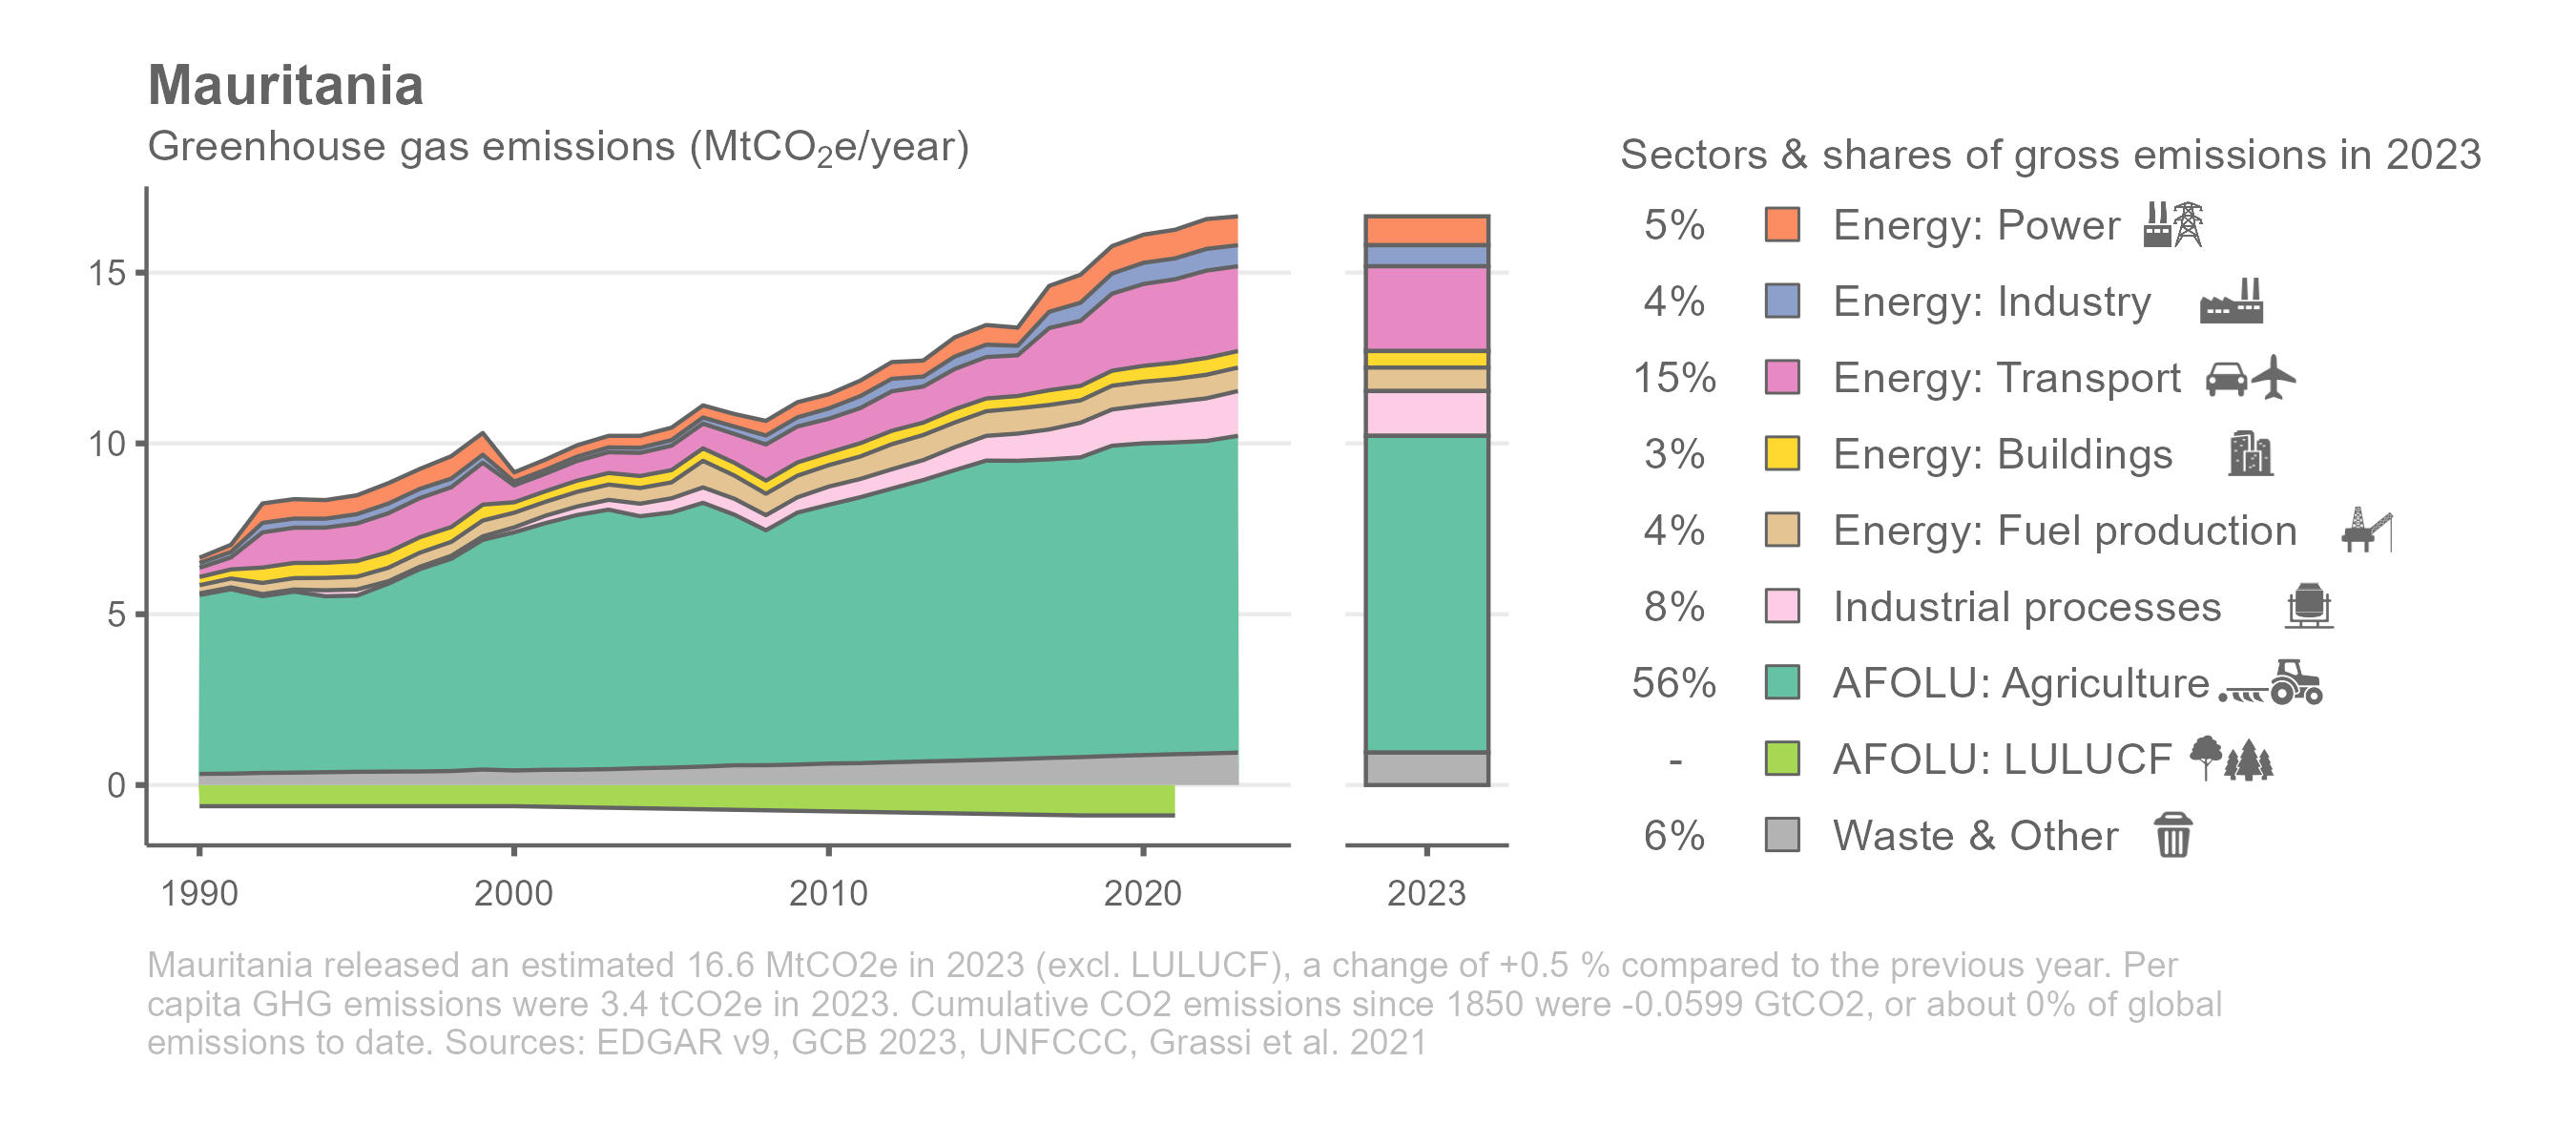 Mauritania
Greenhouse gas emissions (MtCO₂e/year)
15
10
5
0
1990 2000 2010 2020 2023
Sectors & shares of gross emissions in 2023
5% Energy: Power
4% Energy: Industry
15% Energy: Transport
3% Energy: Buildings
4% Energy: Fuel production
8% Industrial processes
56% AFOLU: Agriculture
- AFOLU: LULUCF
6% Waste & Other
Mauritania released an estimated 16.6 MtCO2e in 2023 (excl. LULUCF), a change of +0.5 % compared to the previous year. Per
capita GHG emissions were 3.4 tCO2e in 2023. Cumulative CO2 emissions since 1850 were -0.0599 GtCO2, or about 0% of global
emissions to date. Sources: EDGAR v9, GCB 2023, UNFCCC, Grassi et al. 2021